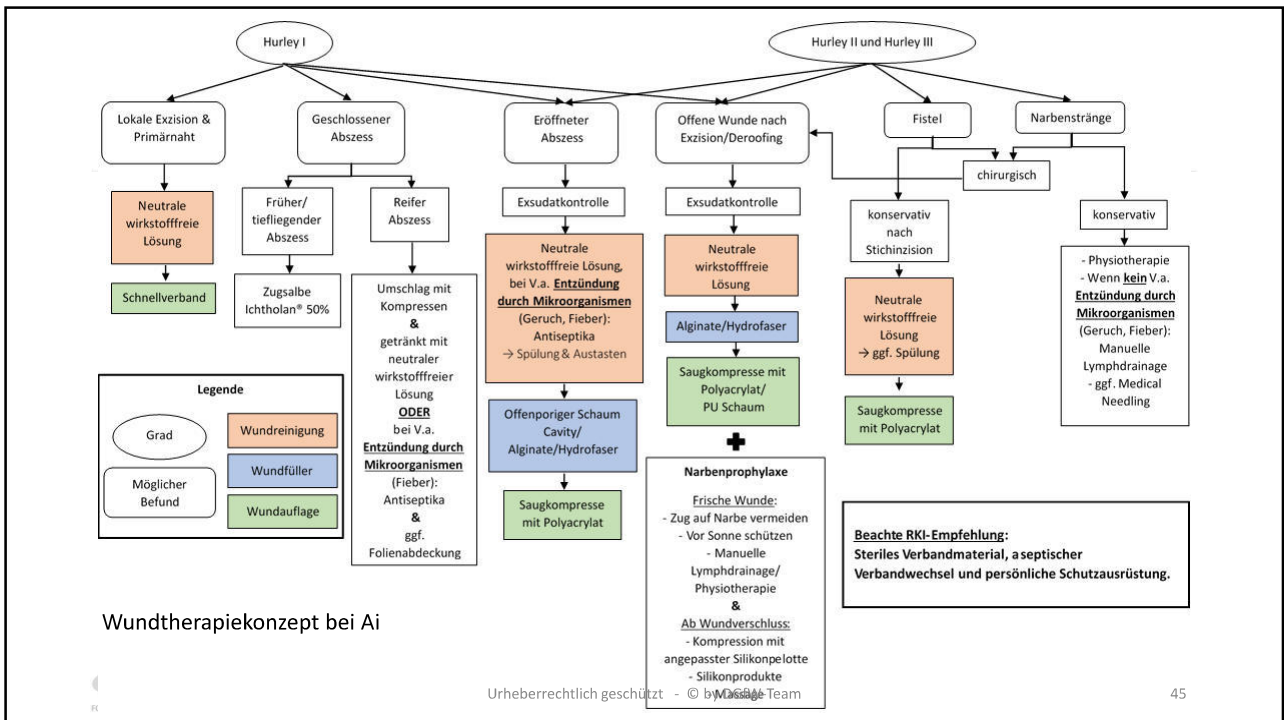 Hurley I
Hurley II und Hurley III
Lokale Exzision &
Primärnaht
Geschlossener
Abszess
Eröffneter
Abszess
Offene Wunde nach
Exzision/Deroofing
Fistel
Narbenstränge
chirurgisch
Neutrale
wirkstofffreie
Lösung
Schnellverband
Früher/
tiefliegender
Abszess
Zugsalbe
Ichtholan® 50%
Reifer
Abszess
Umschlag mit
Kompressen
&
getränkt mit
neutraler
wirkstofffreier
Lösung
ODER
bei V.a.
Entzündung durch
Mikroorganismen
(Fieber):
Antiseptika
&
ggf.
Folienabdeckung
Exsudatkontrolle
Neutrale
wirkstofffreie Lösung,
bei V.a. Entzündung
durch Mikroorganismen
(Geruch, Fieber):
Antiseptika
→ Spülung & Austasten
Offenporiger Schaum
Cavity/
Alginate/Hydrofaser
Saugkompresse
mit Polyacrylat
Exsudatkontrolle
Neutrale
wirkstofffreie
Lösung
Alginate/Hydrofaser
Saugkompresse mit
Polyacrylat/
PU Schaum
Narbenprophylaxe
Frische Wunde:
- Zug auf Narbe vermeiden
- Vor Sonne schützen
- Manuelle
Lymphdrainage/
Physiotherapie
&
Ab Wundverschluss:
- Kompression mit
angepasster Silikonpelotte
- Silikonprodukte
- Massage
konservativ
nach
Stichinzision
Neutrale
wirkstofffreie
Lösung
→ ggf. Spülung
Saugkompresse
mit Polyacrylat
konservativ
- Physiotherapie
- Wenn kein V.a.
Entzündung durch
Mikroorganismen
(Geruch, Fieber):
Manuelle
Lymphdrainage
- ggf. Medical
Needling
Legende
Grad
Möglicher
Befund
Wundreinigung
Wundfüller
Wundauflage
Beachte RKI-Empfehlung:
Steriles Verbandmaterial, aseptischer
Verbandwechsel und persönliche Schutzausrüstung.
Wundtherapiekonzept bei Ai
Urheberrechtlich geschützt - © by Team
45